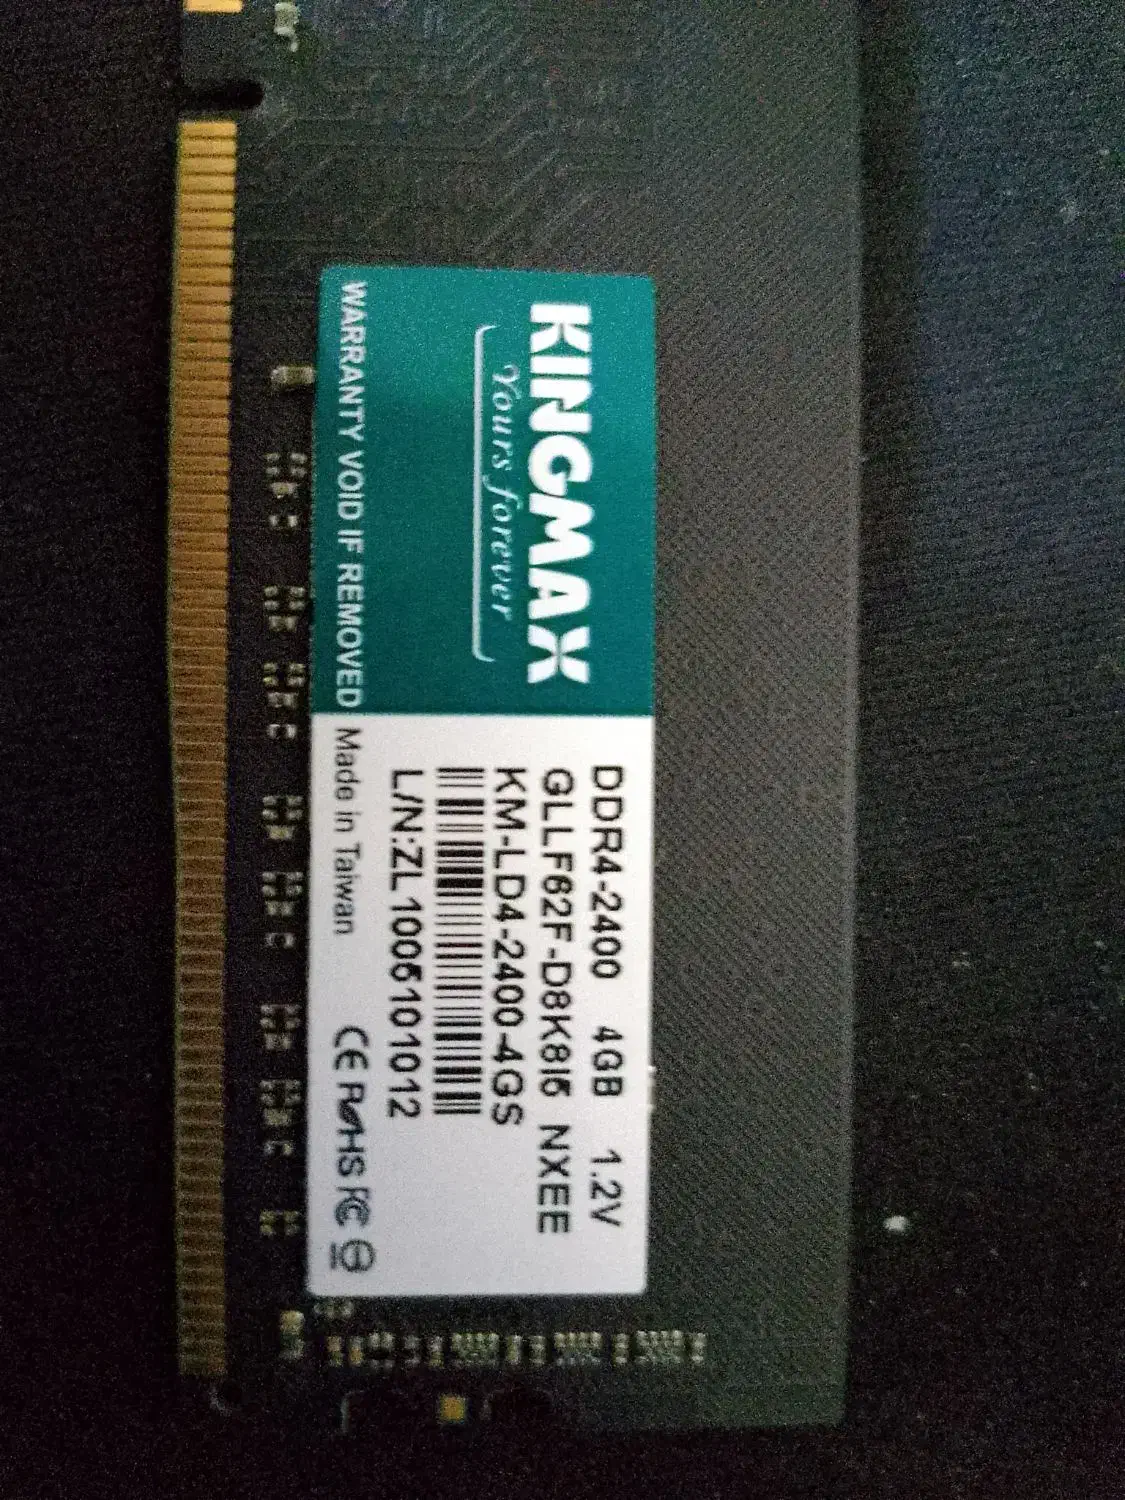 KINGMAX
Yours forever
WARRANTY VOID IF REMOVED
DDR4-2400 4GB 1.2V
GLLF62F-D8K8I5 NXEE
KM-LD4-2400-4GS
L/N:ZL100510101012
Made in Taiwan
CE RoHS FC